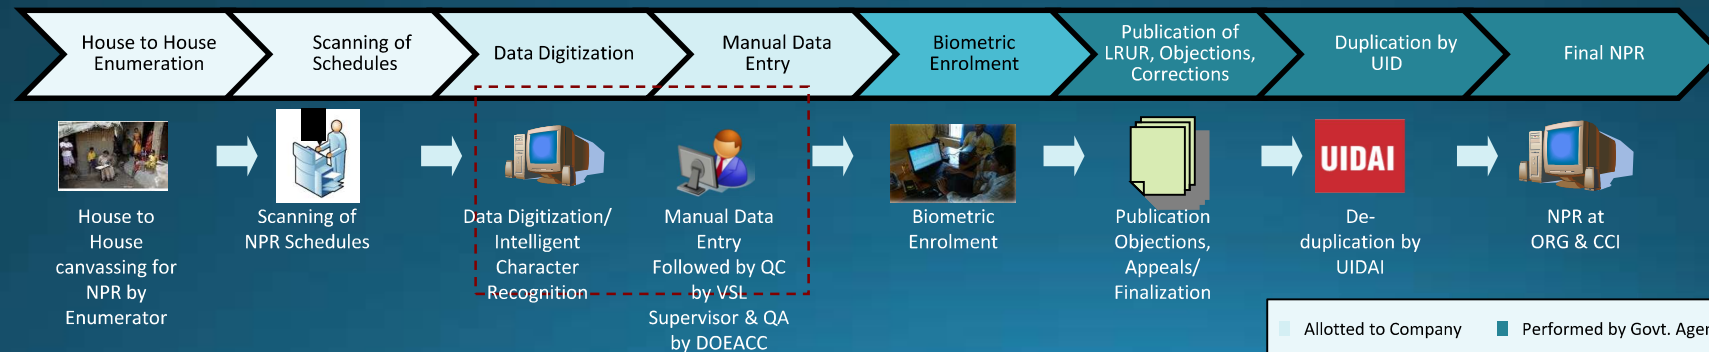 House to House
Enumeration
Scanning of
Schedules
Data Digitization
Manual Data
Entry
Biometric
Enrolment
Publication of
LRUR, Objections,
Corrections
Duplication by
UID
Final NPR
UIDAI
House to
House
canvassing for
NPR by
Enumerator
Scanning of
NPR Schedules
Data Digitization/
Intelligent
Character
Recognition
Manual Data
Entry
Followed by QC
by VSL
Supervisor & QA
by DOEACC
Biometric
Enrolment
Publication
Objections,
Appeals/
Finalization
De-
duplication by
UIDAI
NPR at
ORG & CCI
Allotted to Company
Performed by Govt.